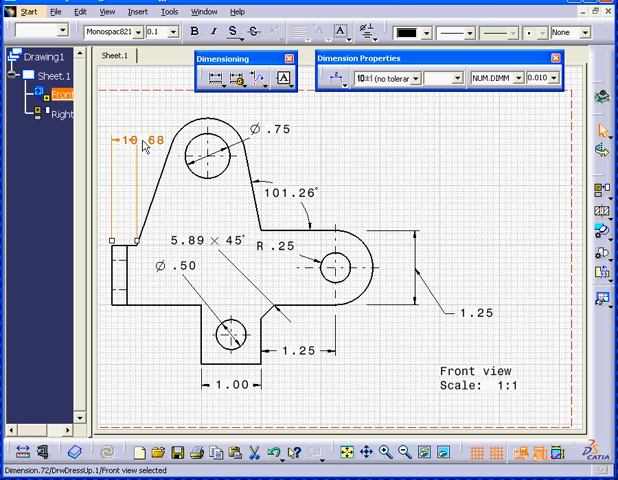 Start File Edit View Insert Tools Window Help
Monospac821 0.1 B I S S A None
Drawing1
Sheet.1
Front
Right
Sheet.1
Dimensioning
Dimension Properties
10±1 (no toleran NUM.DIMM 0.010
10.68
Ø .75
101.26°
5.89 × 45°
R .25
Ø .50
1.25
1.25
1.00
Front view
Scale: 1:1
CATIA
Dimension.72/DrwDressUp.1/Front view selected